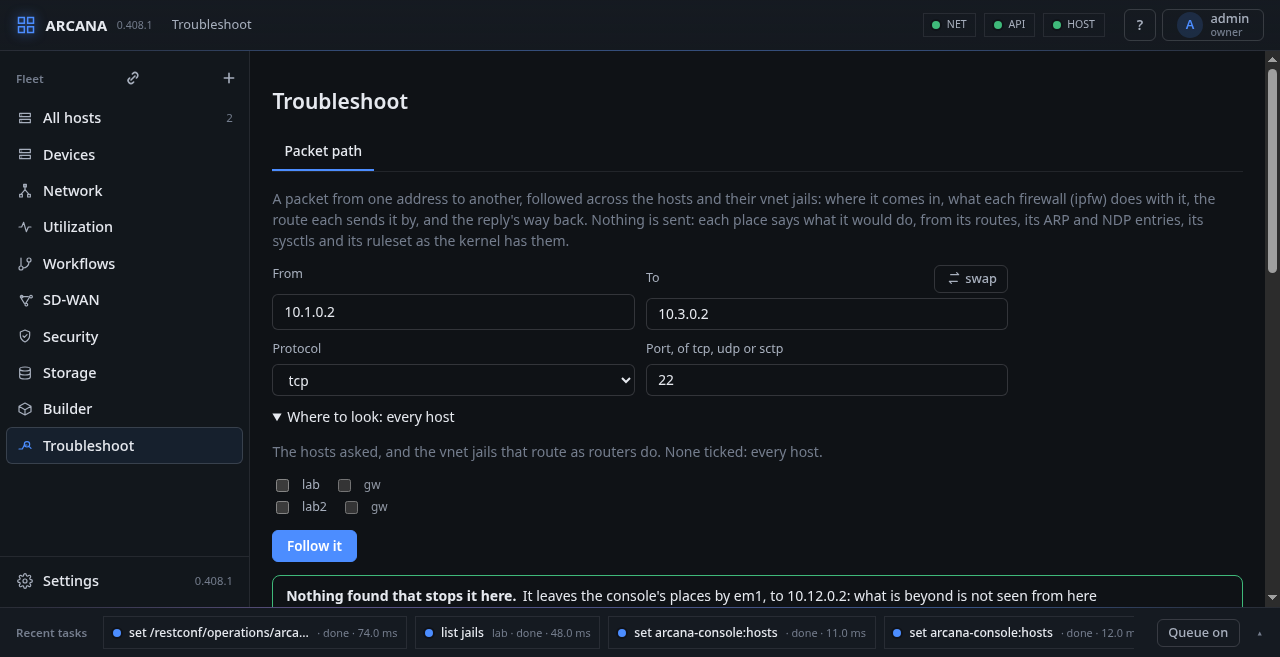 ARCANA 0.408.1 Troubleshoot NET API HOST ? A admin owner
Fleet
All hosts 2
Devices
Network
Utilization
Workflows
SD-WAN
Security
Storage
Builder
Troubleshoot
Settings 0.408.1
Troubleshoot
Packet path
A packet from one address to another, followed across the hosts and their vnet jails: where it comes in, what each firewall (ipfw) does with it, the
route each sends it by, and the reply's way back. Nothing is sent: each place says what it would do, from its routes, its ARP and NDP entries, its
sysctls and its ruleset as the kernel has them.
From To swap
10.1.0.2 10.3.0.2
Protocol Port, of tcp, udp or sctp
tcp 22
Where to look: every host
The hosts asked, and the vnet jails that route as routers do. None ticked: every host.
lab gw
lab2 gw
Follow it
Nothing found that stops it here. It leaves the console's places by em1, to 10.12.0.2: what is beyond is not seen from here
Recent tasks set /restconf/operations/arca... · done · 74.0 ms list jails lab · done · 48.0 ms set arcana-console:hosts · done · 11.0 ms set arcana-console:hosts · done · 12.0 m Queue on